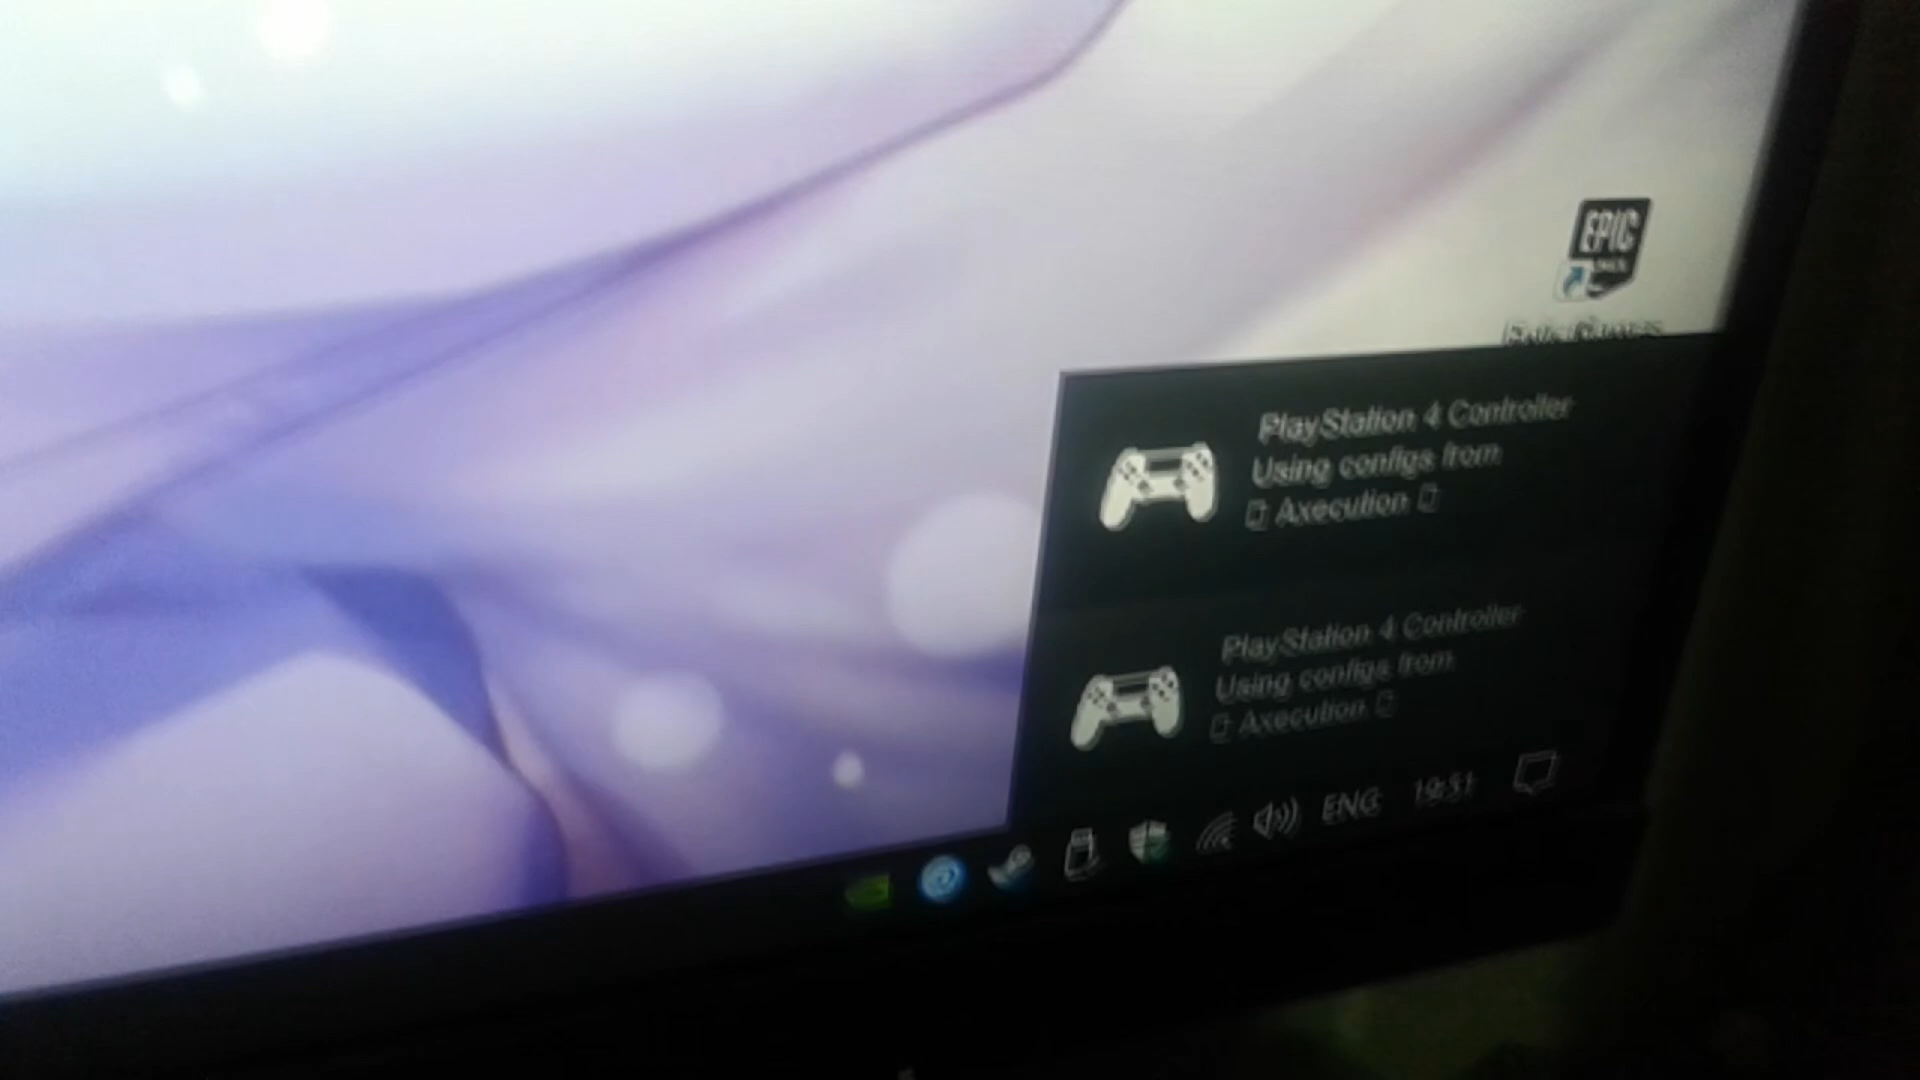 EPIC
PlayStation 4 Controller
Using configs from
Axecution
PlayStation 4 Controller
Using configs from
Axecution
ENG 19:51